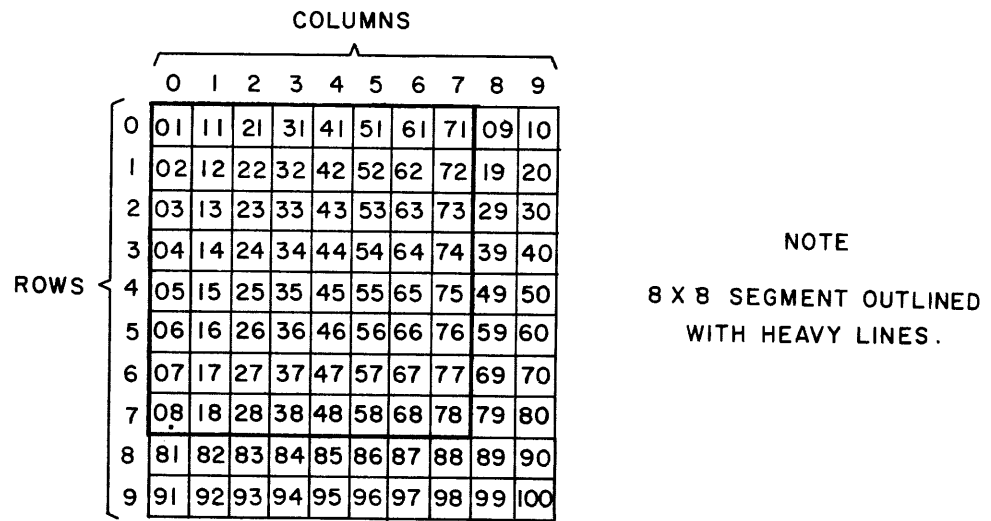 COLUMNS
0 1 2 3 4 5 6 7 8 9
0 01 11 21 31 41 51 61 71 09 10
1 02 12 22 32 42 52 62 72 19 20
2 03 13 23 33 43 53 63 73 29 30
3 04 14 24 34 44 54 64 74 39 40
ROWS 4 05 15 25 35 45 55 65 75 49 50
5 06 16 26 36 46 56 66 76 59 60
6 07 17 27 37 47 57 67 77 69 70
7 08 18 28 38 48 58 68 78 79 80
8 81 82 83 84 85 86 87 88 89 90
9 91 92 93 94 95 96 97 98 99 100
NOTE
8 X 8 SEGMENT OUTLINED
WITH HEAVY LINES.